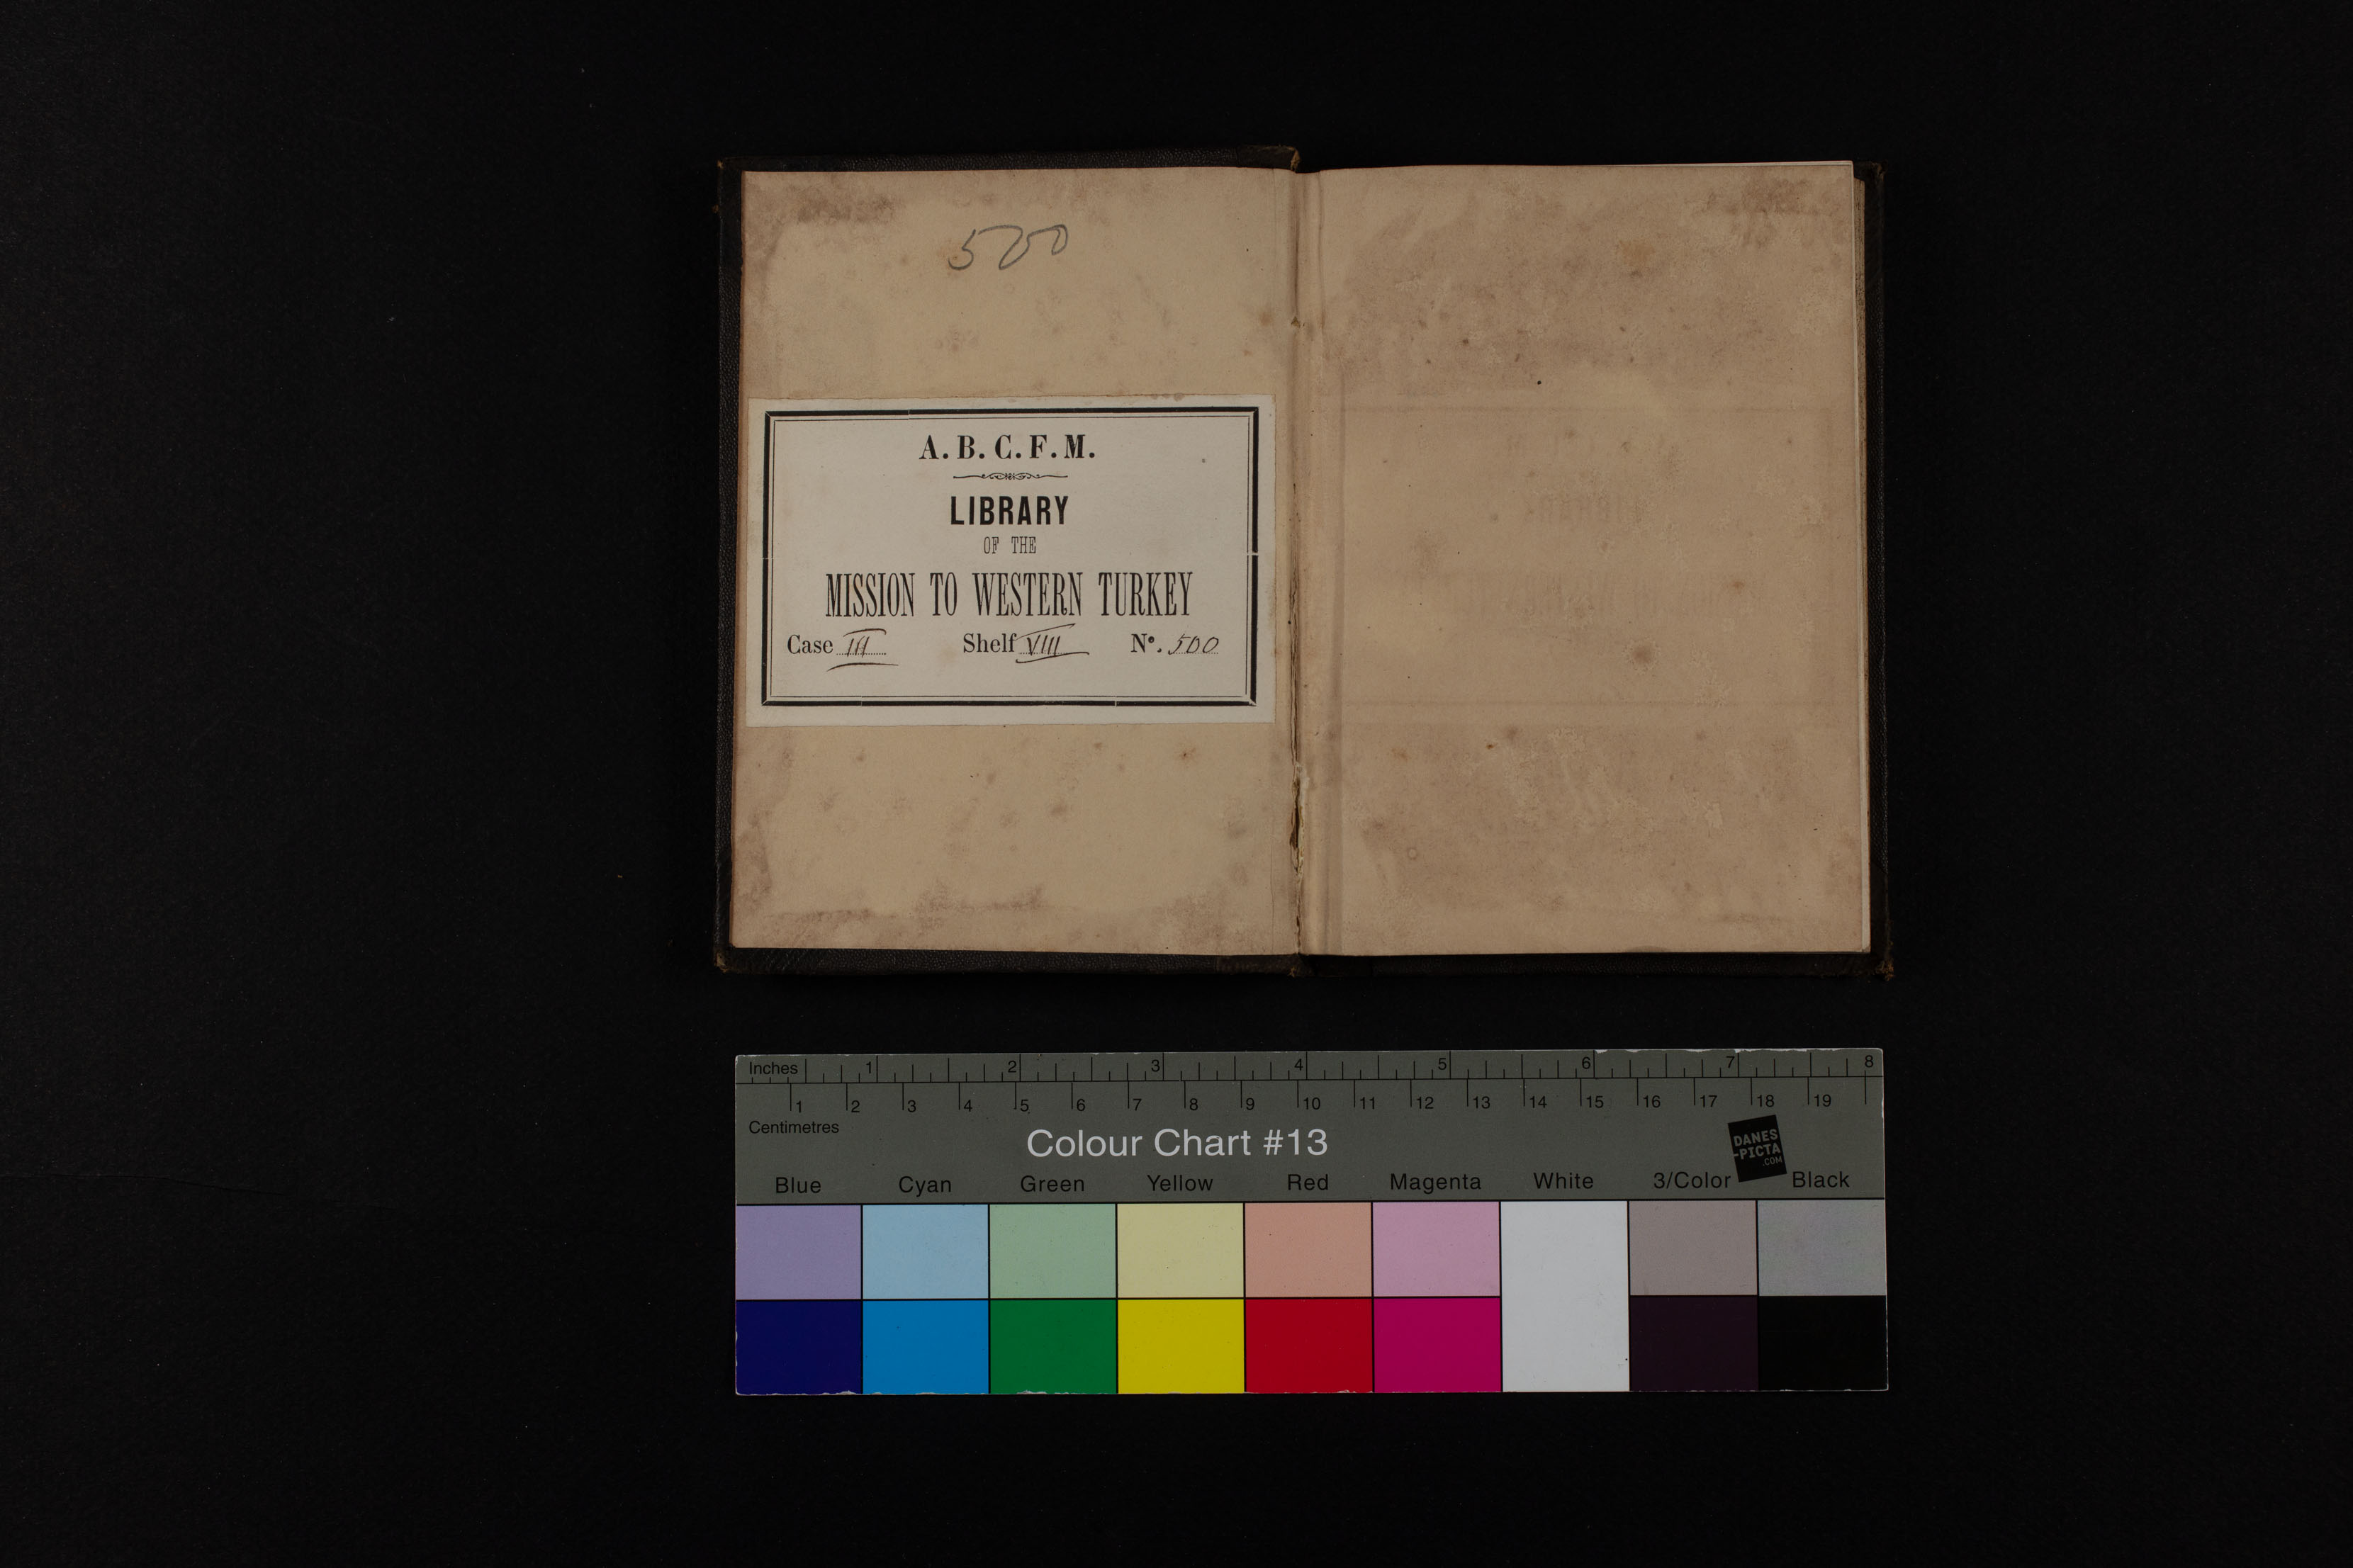 500
A. B. C. F. M.
LIBRARY
OF THE
MISSION TO WESTERN TURKEY
Case III Shelf VIII Nº. 500
Inches 1 2 3 4 5 6 7 8
1 2 3 4 5 6 7 8 9 10 11 12 13 14 15 16 17 18 19
Centimetres
Colour Chart #13
DANES
-PICTA
.COM
Blue Cyan Green Yellow Red Magenta White 3/Color Black